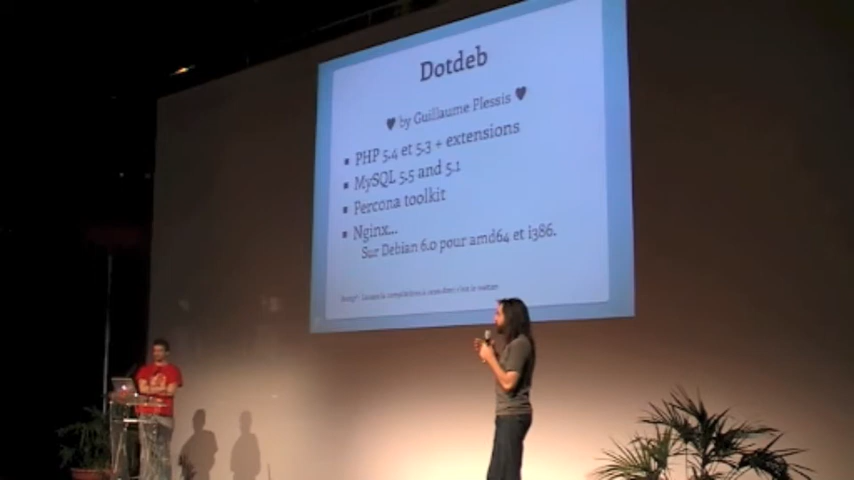 Dotdeb
♥ by Guillaume Plessis ♥
▪ PHP 5.4 et 5.3 + extensions
▪ MySQL 5.5 and 5.1
▪ Percona toolkit
▪ Nginx...
Sur Debian 6.0 pour amd64 et i386.